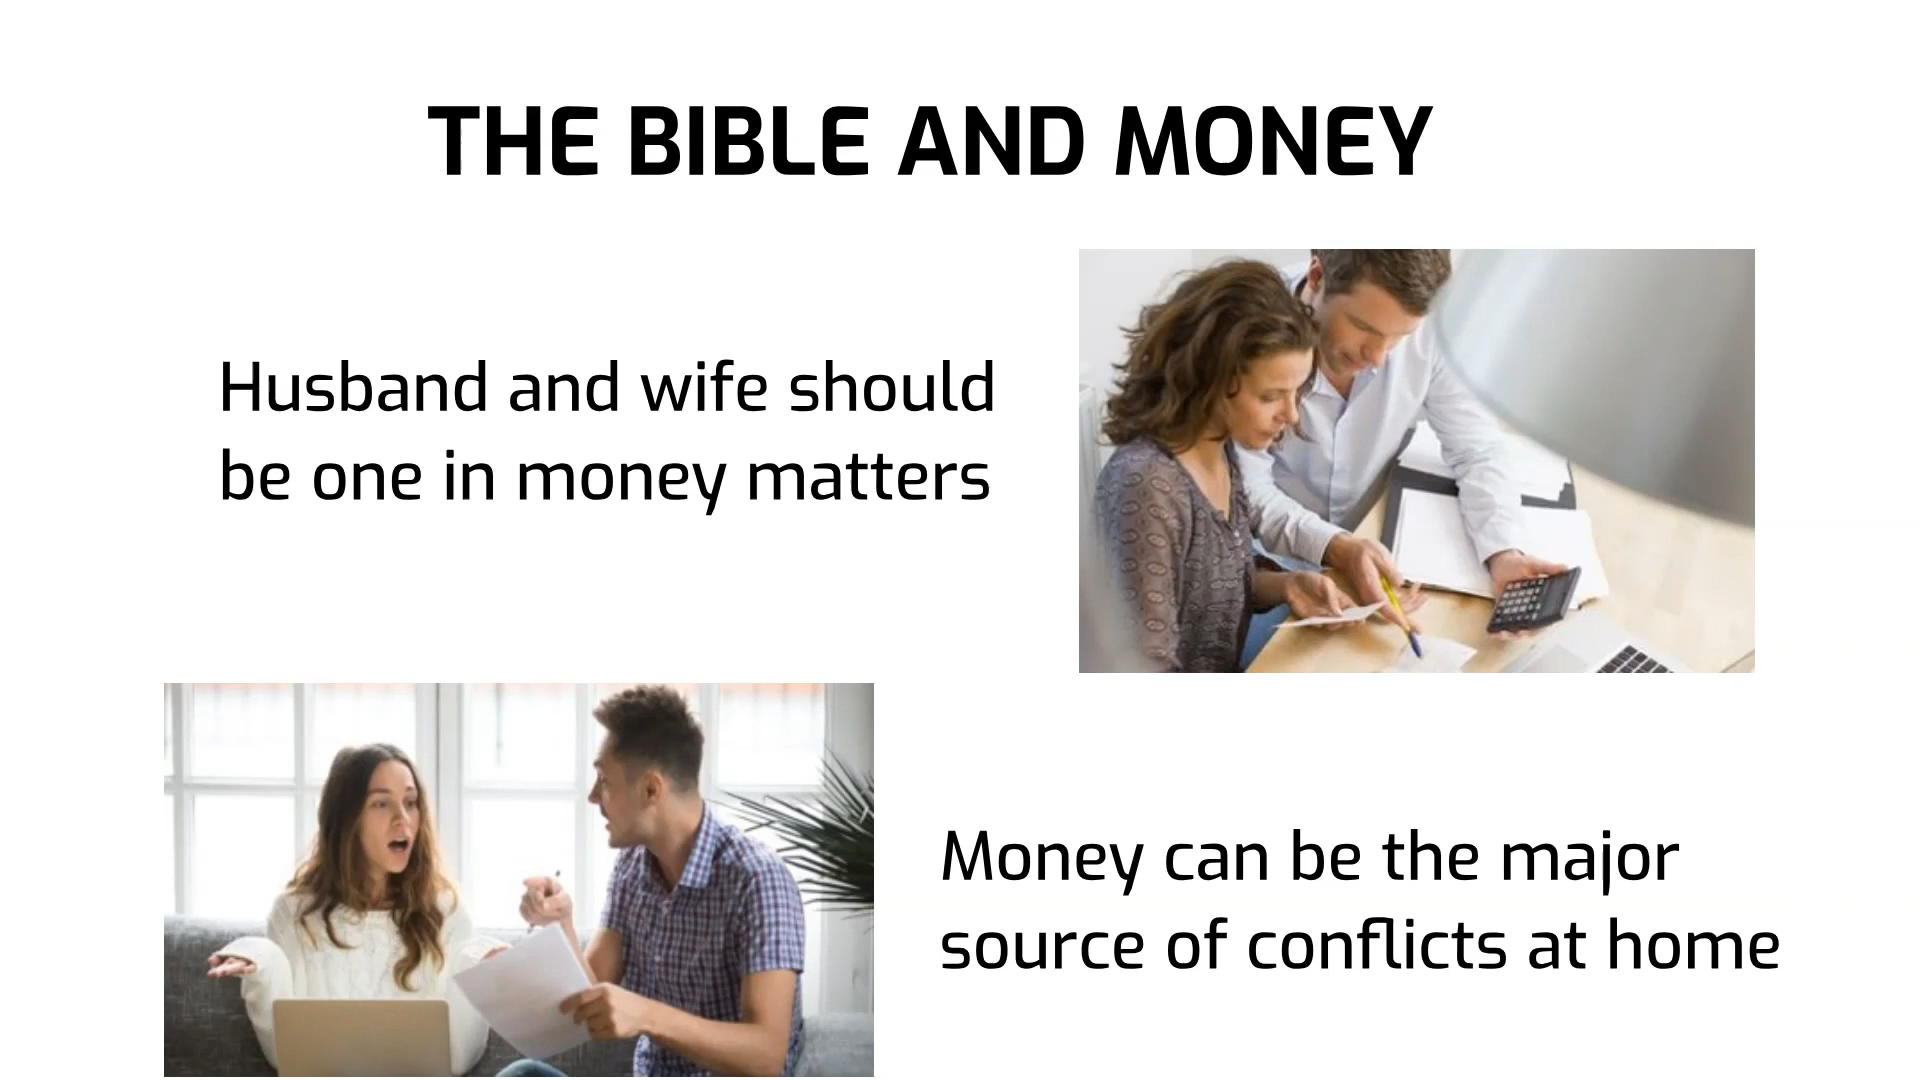 THE BIBLE AND MONEY
Husband and wife should
be one in money matters
Money can be the major
source of conflicts at home